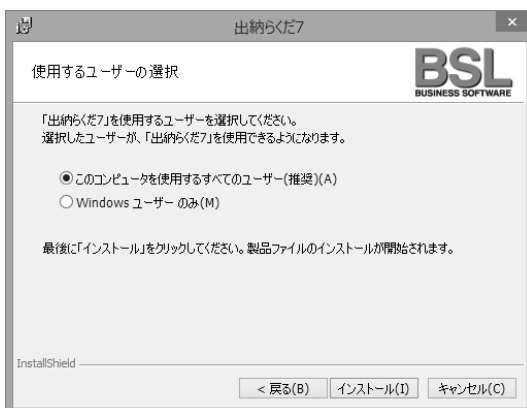 出納らくだ7
×
使用するユーザーの選択
BSL
BUSINESS SOFTWARE
「出納らくだ7」を使用するユーザーを選択してください。
選択したユーザーが、「出納らくだ7」を使用できるようになります。
このコンピュータを使用するすべてのユーザー(推奨)(A)
Windows ユーザー のみ(M)
最後に「インストール」をクリックしてください。製品ファイルのインストールが開始されます。
InstallShield
< 戻る(B) インストール(I) キャンセル(C)